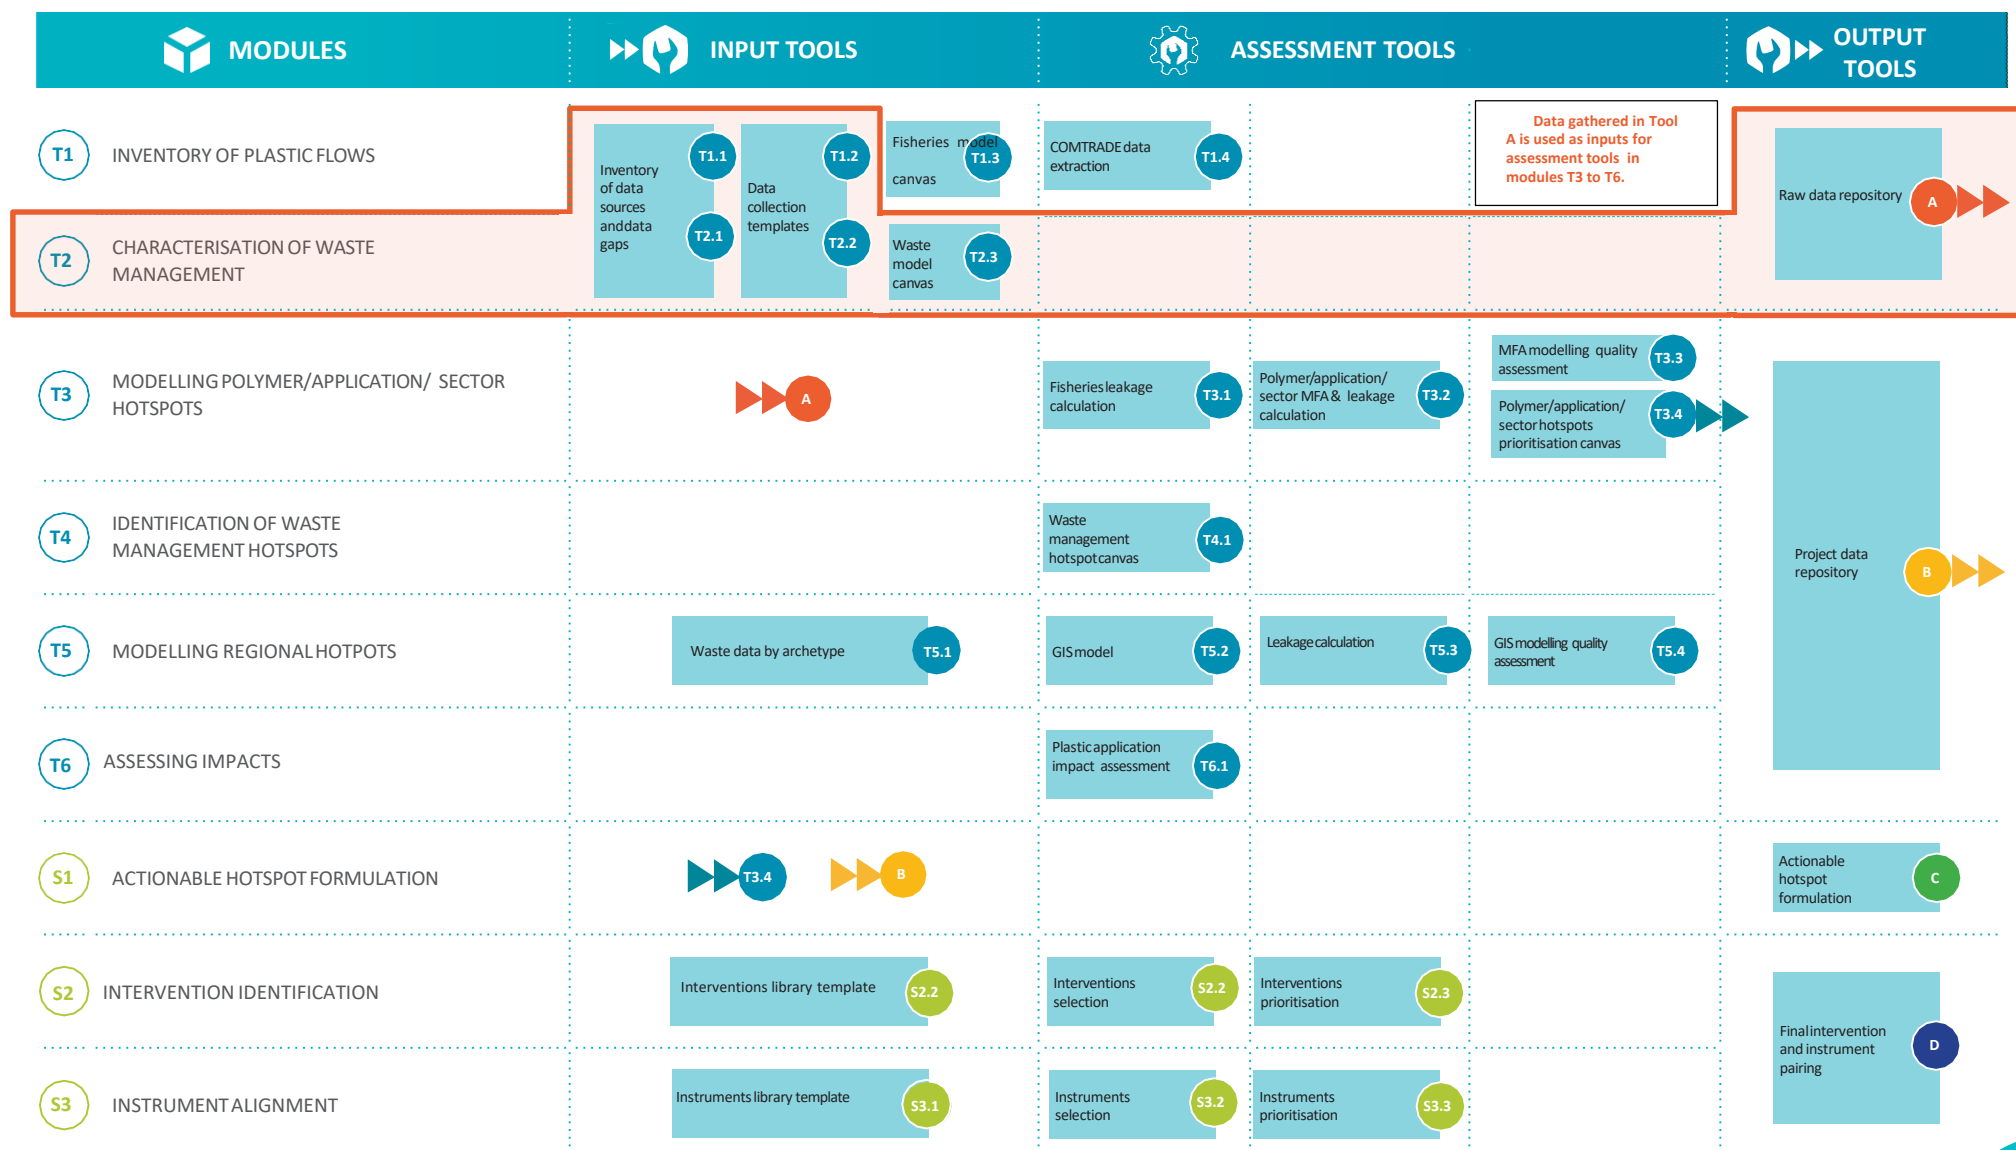 MODULES
INPUT TOOLS
ASSESSMENT TOOLS
OUTPUT
TOOLS
T1
INVENTORY OF PLASTIC FLOWS
Inventory
of data
sources
and data
gaps
T1.1
T2.1
Data
collection
templates
T1.2
T2.2
Fisheries model
canvas
T1.3
COMTRADE data
extraction
T1.4
Data gathered in Tool
A is used as inputs for
assessment tools in
modules T3 to T6.
Raw data repository
A
T2
CHARACTERISATION OF WASTE
MANAGEMENT
Waste
model
canvas
T2.3
T3
MODELLING POLYMER/APPLICATION/ SECTOR
HOTSPOTS
A
Fisheries leakage
calculation
T3.1
Polymer/application/
sector MFA & leakage
calculation
T3.2
MFA modelling quality
assessment
T3.3
Polymer/application/
sector hotspots
prioritisation canvas
T3.4
Project data
repository
B
T4
IDENTIFICATION OF WASTE
MANAGEMENT HOTSPOTS
Waste
management
hotspot canvas
T4.1
T5
MODELLING REGIONAL HOTPOTS
Waste data by archetype
T5.1
GIS model
T5.2
Leakage calculation
T5.3
GIS modelling quality
assessment
T5.4
T6
ASSESSING IMPACTS
Plastic application
impact assessment
T6.1
S1
ACTIONABLE HOTSPOT FORMULATION
T3.4
B
Actionable
hotspot
formulation
C
S2
INTERVENTION IDENTIFICATION
Interventions library template
S2.2
Interventions
selection
S2.2
Interventions
prioritisation
S2.3
Final intervention
and instrument
pairing
D
S3
INSTRUMENT ALIGNMENT
Instruments library template
S3.1
Instruments
selection
S3.2
Instruments
prioritisation
S3.3